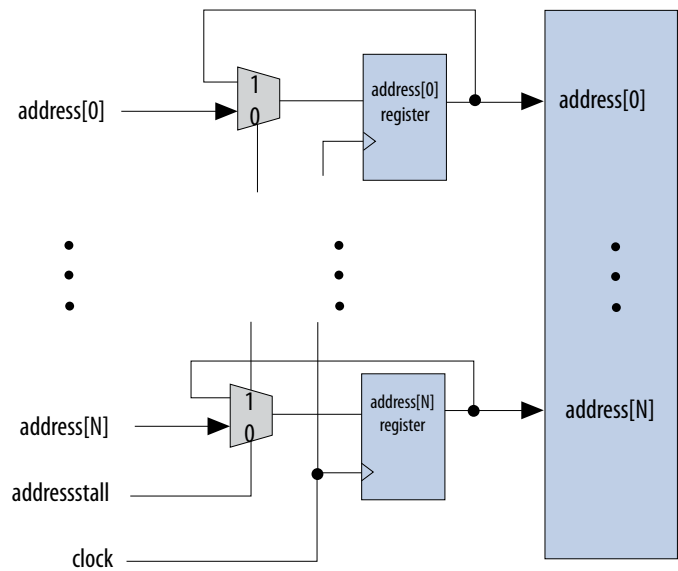 1
0
address[0]
address[0]
register
address[0]
1
0
address[N]
address[N]
register
address[N]
addressstall
clock